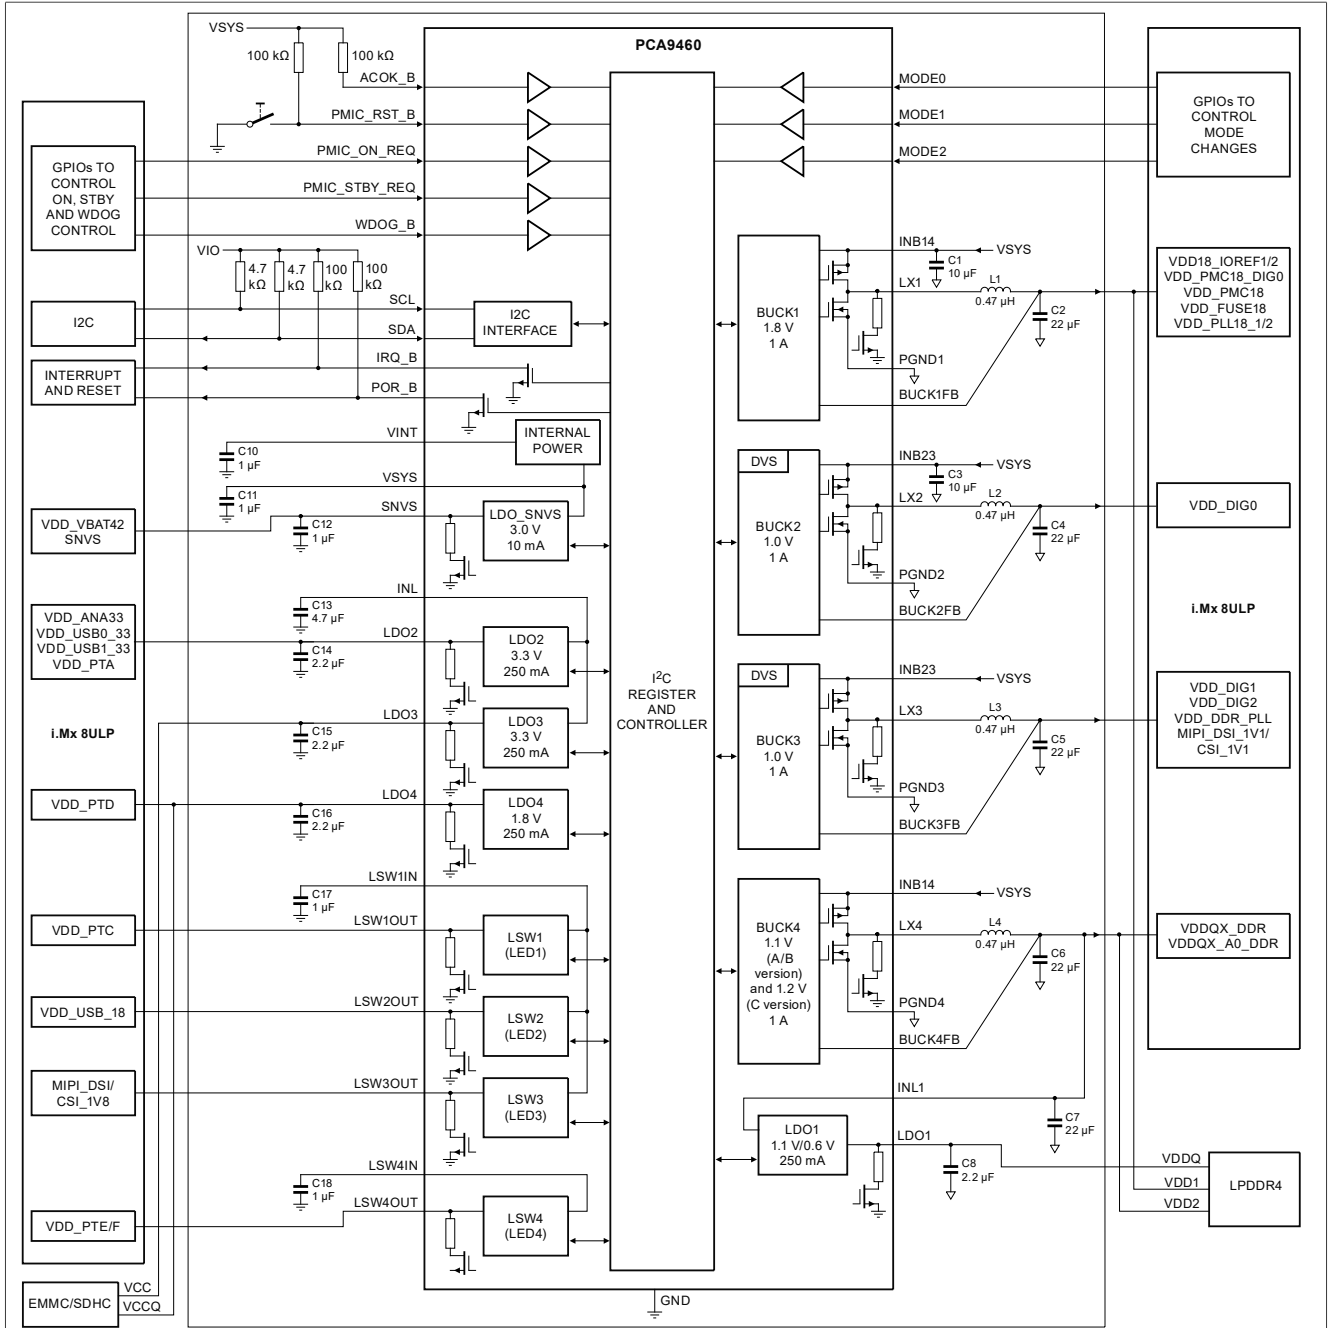 VSYS
100 kΩ
100 kΩ
PCA9460
ACOK_B
PMIC_RST_B
PMIC_ON_REQ
PMIC_STBY_REQ
WDOG_B
GPIOs TO
CONTROL
ON, STBY
AND WDOG
CONTROL
MODE0
MODE1
MODE2
GPIOs TO
CONTROL
MODE
CHANGES
VIO
4.7
kΩ
4.7
kΩ
100
kΩ
100
kΩ
I2C
SCL
SDA
I2C
INTERFACE
INTERRUPT
AND RESET
IRQ_B
POR_B
VINT
C10
1 µF
INTERNAL
POWER
VSYS
C11
1 µF
VDD_VBAT42
SNVS
SNVS
C12
1 µF
LDO_SNVS
3.0 V
10 mA
INL
C13
4.7 µF
VDD_ANA33
VDD_USB0_33
VDD_USB1_33
VDD_PTA
LDO2
C14
2.2 µF
LDO2
3.3 V
250 mA
i.Mx 8ULP
LDO3
C15
2.2 µF
LDO3
3.3 V
250 mA
VDD_PTD
LDO4
C16
2.2 µF
LDO4
1.8 V
250 mA
LSW1IN
C17
1 µF
VDD_PTC
LSW1OUT
LSW1
(LED1)
VDD_USB_18
LSW2OUT
LSW2
(LED2)
MIPI_DSI/
CSI_1V8
LSW3OUT
LSW3
(LED3)
LSW4IN
C18
1 µF
VDD_PTE/F
LSW4OUT
LSW4
(LED4)
EMMC/SDHC
VCC
VCCQ
I2C
REGISTER
AND
CONTROLLER
GND
BUCK1
1.8 V
1 A
INB14
VSYS
C1
10 µF
LX1
L1
0.47 µH
C2
22 µF
PGND1
BUCK1FB
VDD18_IOREF1/2
VDD_PMC18_DIG0
VDD_PMC18
VDD_FUSE18
VDD_PLL18_1/2
DVS
BUCK2
1.0 V
1 A
INB23
VSYS
C3
10 µF
LX2
L2
0.47 µH
C4
22 µF
PGND2
BUCK2FB
VDD_DIG0
i.Mx 8ULP
DVS
BUCK3
1.0 V
1 A
INB23
VSYS
LX3
L3
0.47 µH
C5
22 µF
PGND3
BUCK3FB
VDD_DIG1
VDD_DIG2
VDD_DDR_PLL
MIPI_DSI_1V1/
CSI_1V1
BUCK4
1.1 V
(A/B
version)
and 1.2 V
(C version)
1 A
INB14
VSYS
LX4
L4
0.47 µH
C6
22 µF
PGND4
BUCK4FB
VDDQX_DDR
VDDQX_A0_DDR
INL1
C7
22 µF
LDO1
1.1 V/0.6 V
250 mA
LDO1
C8
2.2 µF
VDDQ
VDD1
VDD2
LPDDR4